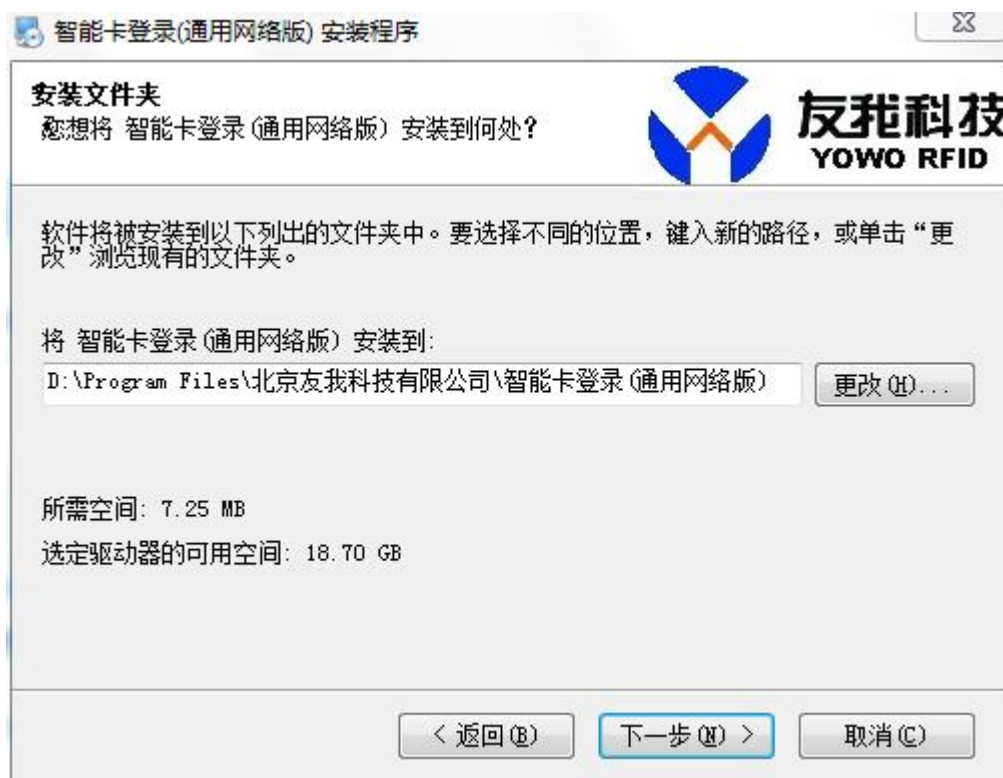 智能卡登录(通用网络版) 安装程序
安装文件夹
您想将 智能卡登录(通用网络版) 安装到何处?
友我科技
YOWO RFID
软件将被安装到以下列出的文件夹中。要选择不同的位置，键入新的路径，或单击“更
改”浏览现有的文件夹。
将 智能卡登录(通用网络版) 安装到:
D:\Program Files\北京友我科技有限公司\智能卡登录(通用网络版)
更改(H)...
所需空间: 7.25 MB
选定驱动器的可用空间: 18.70 GB
< 返回(B)
下一步(N) >
取消(C)